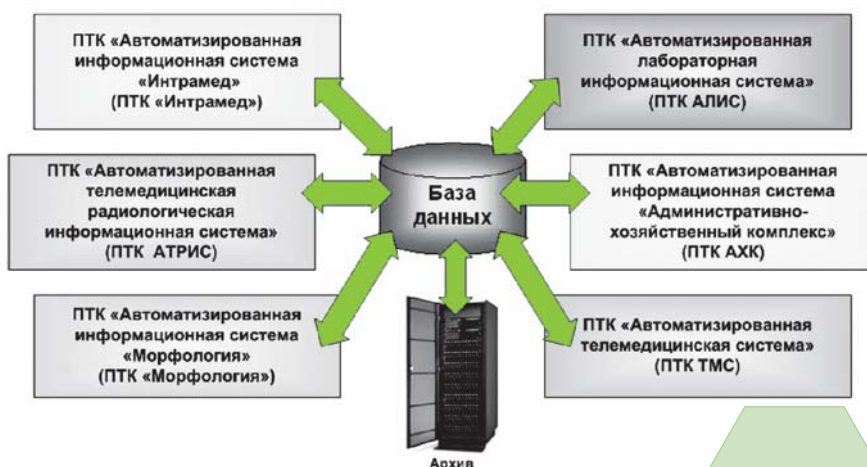 ПТК «Автоматизированная
информационная система
«Интрамед»
(ПТК «Интрамед»)
ПТК «Автоматизированная
лабораторная
информационная система»
(ПТК АЛИС)
ПТК «Автоматизированная
телемедицинская
радиологическая
информационная система»
(ПТК АТРИС)
База
данных
ПТК «Автоматизированная
информационная система
«Административно-
хозяйственный комплекс»
(ПТК АХК)
ПТК «Автоматизированная
информационная система
«Морфология»
(ПТК «Морфология»)
ПТК «Автоматизированная
телемедицинская система»
(ПТК ТМС)
Архив